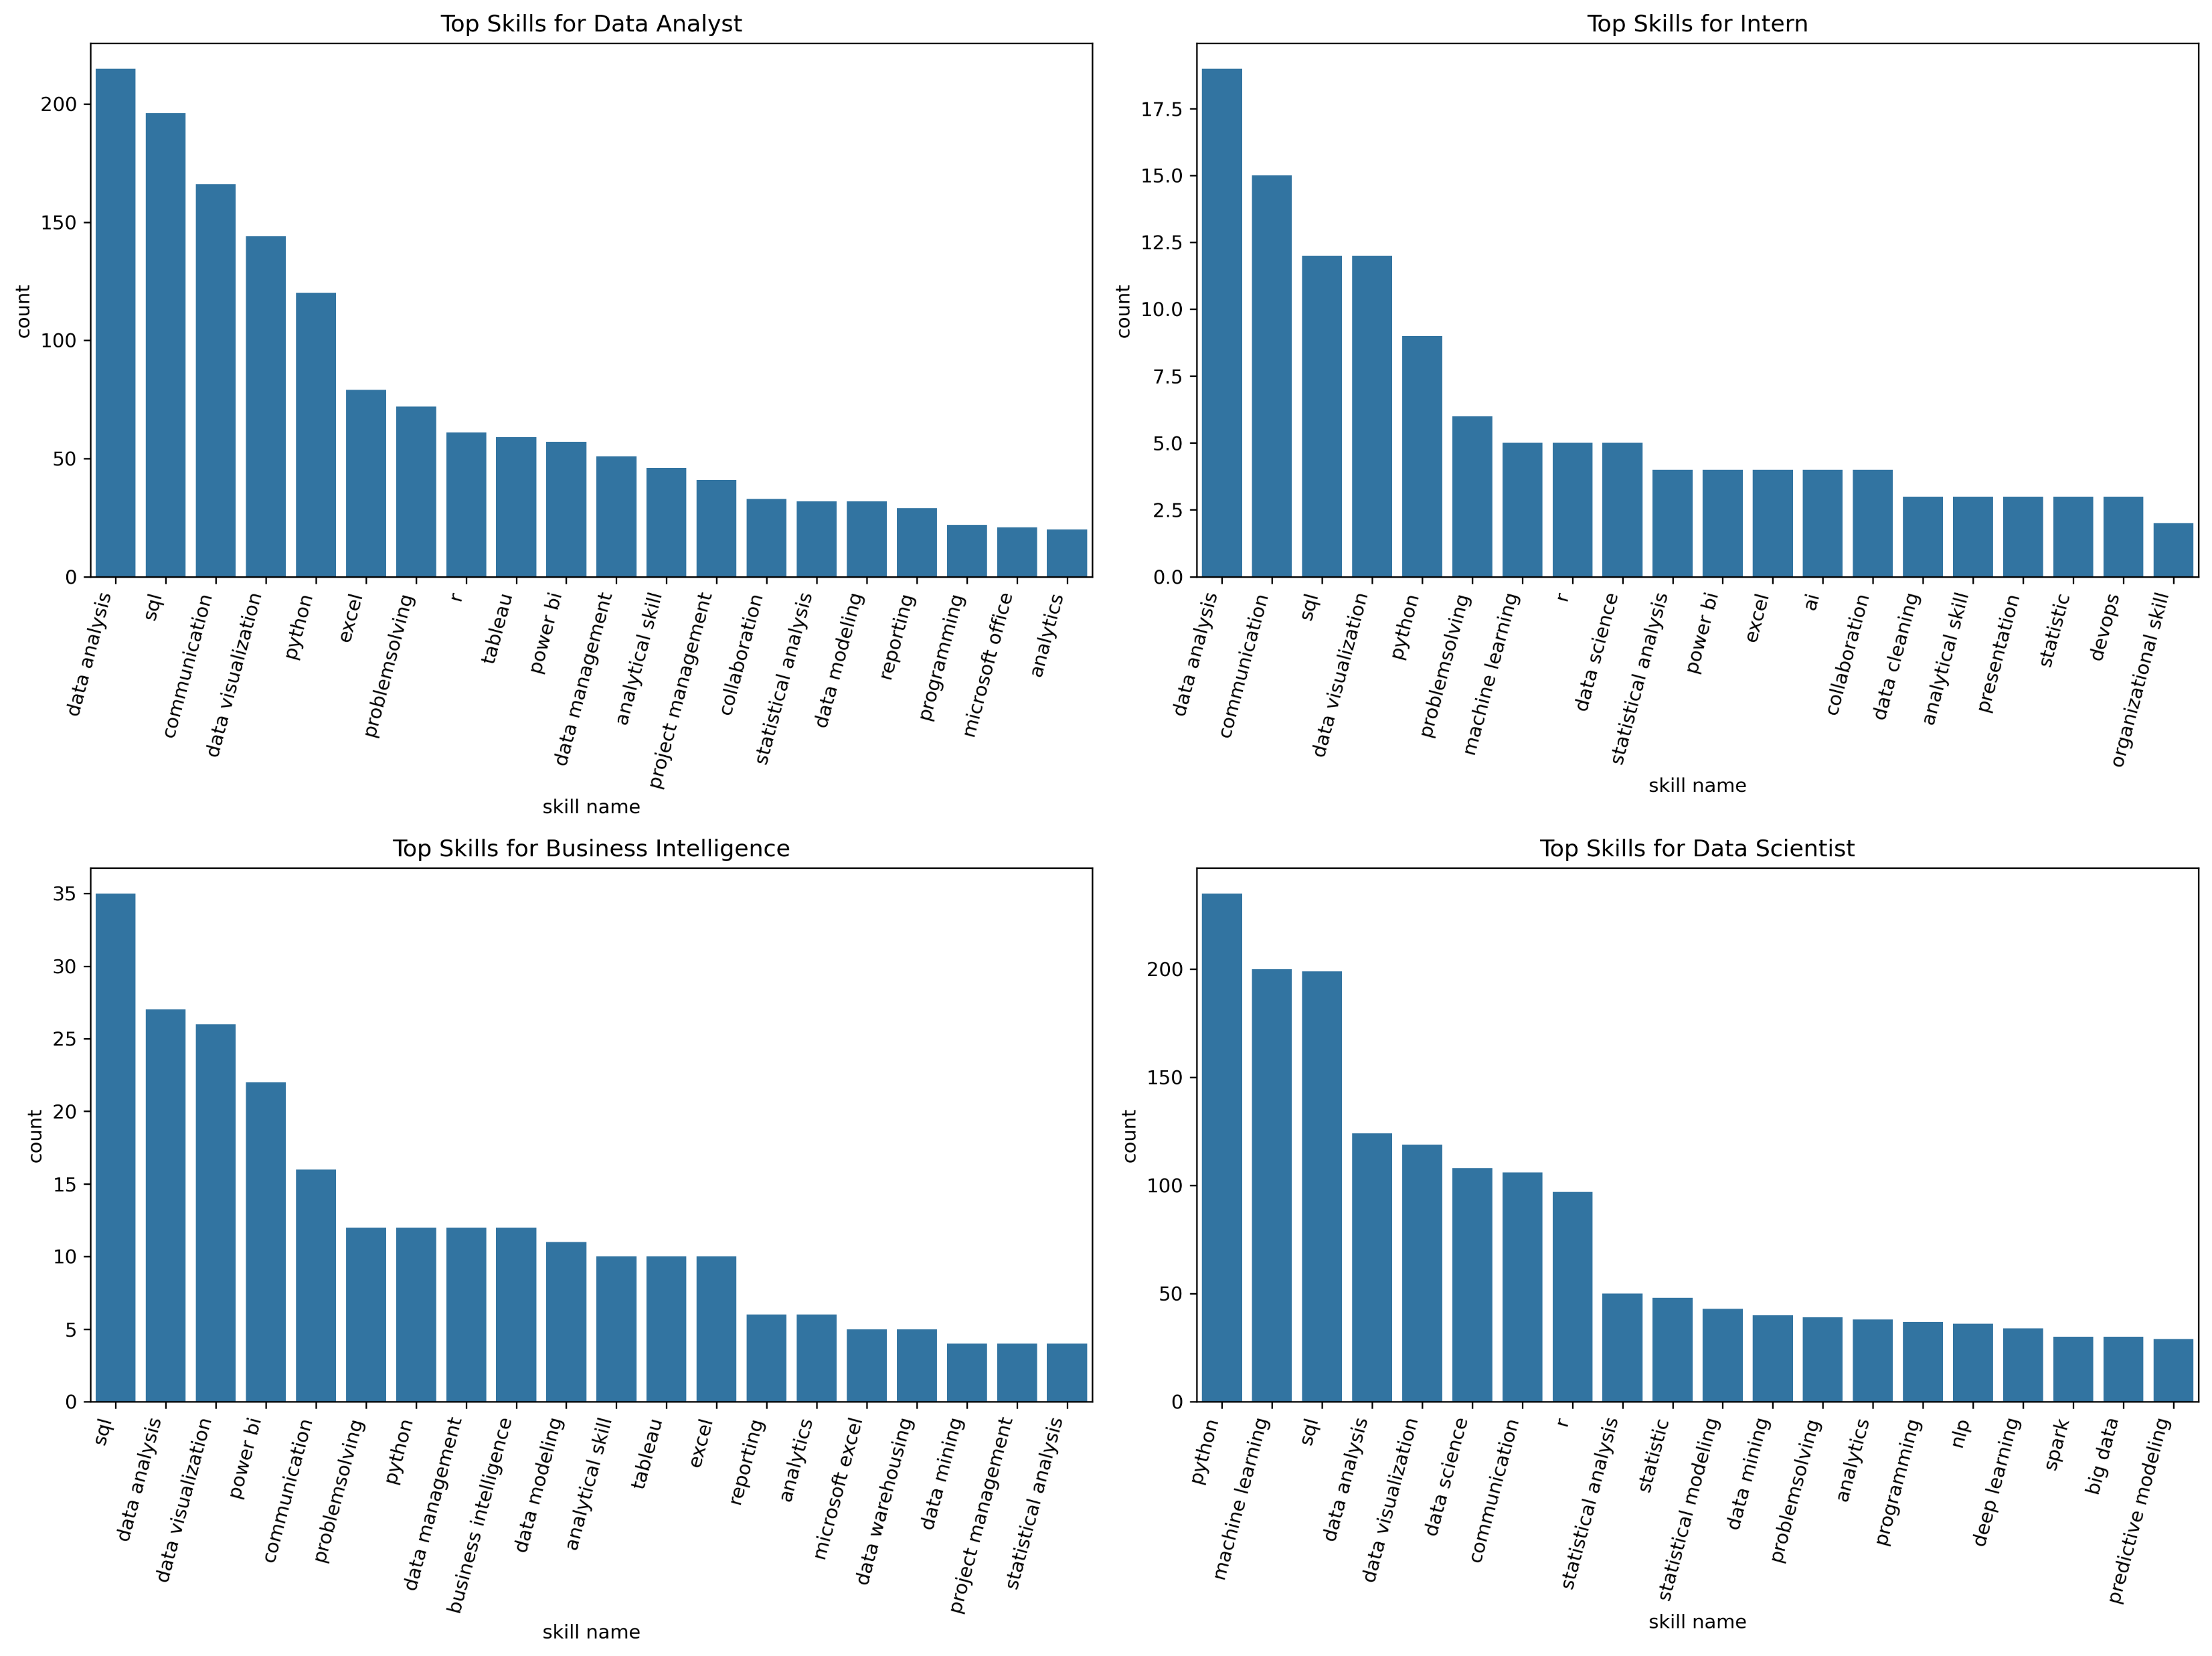 Top Skills for Data Analyst
count
200
150
100
50
0
data analysis
sql
communication
data visualization
python
excel
problemsolving
r
tableau
power bi
data management
analytical skill
project management
collaboration
statistical analysis
data modeling
reporting
programming
microsoft office
analytics
skill name
Top Skills for Intern
count
17.5
15.0
12.5
10.0
7.5
5.0
2.5
0.0
data analysis
communication
sql
data visualization
python
problemsolving
machine learning
r
data science
statistical analysis
power bi
excel
ai
collaboration
data cleaning
analytical skill
presentation
statistic
devops
organizational skill
skill name
Top Skills for Business Intelligence
count
35
30
25
20
15
10
5
0
sql
data analysis
data visualization
power bi
communication
problemsolving
python
data management
business intelligence
data modeling
analytical skill
tableau
excel
reporting
analytics
microsoft excel
data warehousing
data mining
project management
statistical analysis
skill name
Top Skills for Data Scientist
count
200
150
100
50
0
python
machine learning
sql
data analysis
data visualization
data science
communication
r
statistical analysis
statistic
statistical modeling
data mining
problemsolving
analytics
programming
nlp
deep learning
spark
big data
predictive modeling
skill name